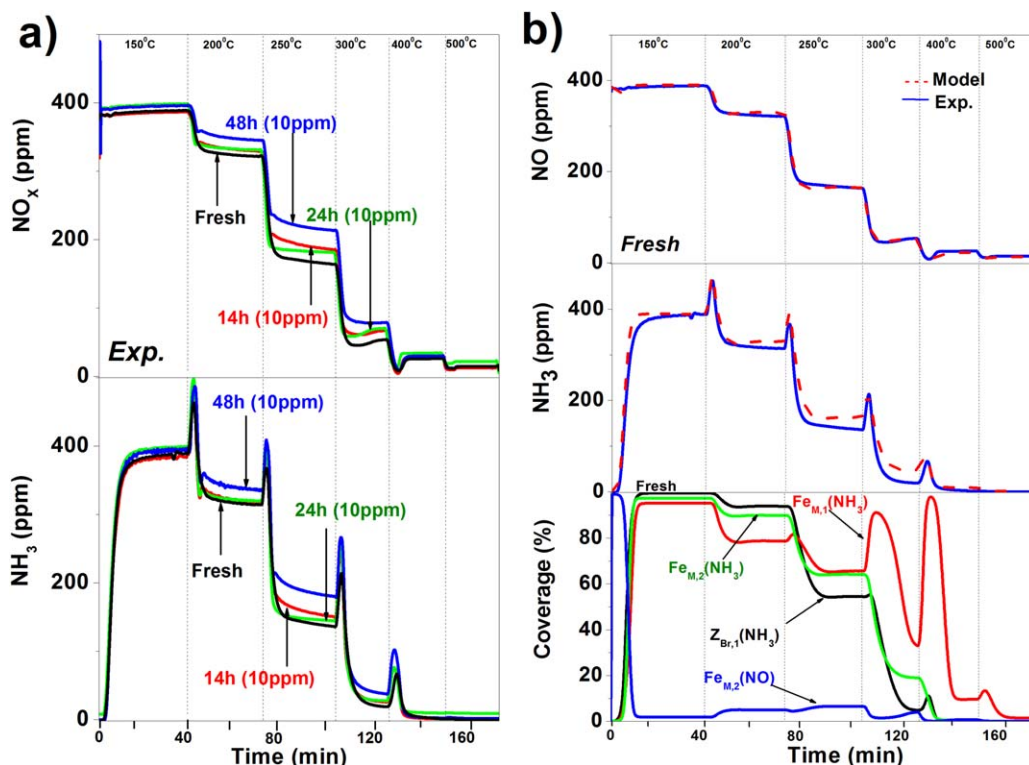 a)
150°C 200°C 250°C 300°C 400°C 500°C
NOX (ppm)
400
200
0
48h (10ppm)
Fresh
24h (10ppm)
14h (10ppm)
Exp.
NH3 (ppm)
400
200
0
48h (10ppm)
Fresh
24h (10ppm)
14h (10ppm)
0 40 80 120 160
Time (min)
b)
150°C 200°C 250°C 300°C 400°C 500°C
NO (ppm)
400
200
0
Model
Exp.
Fresh
NH3 (ppm)
400
200
0
Coverage (%)
80
60
40
20
0
Fresh
FeM,1(NH3)
FeM,2(NH3)
ZBr,1(NH3)
FeM,2(NO)
0 40 80 120 160
Time (min)